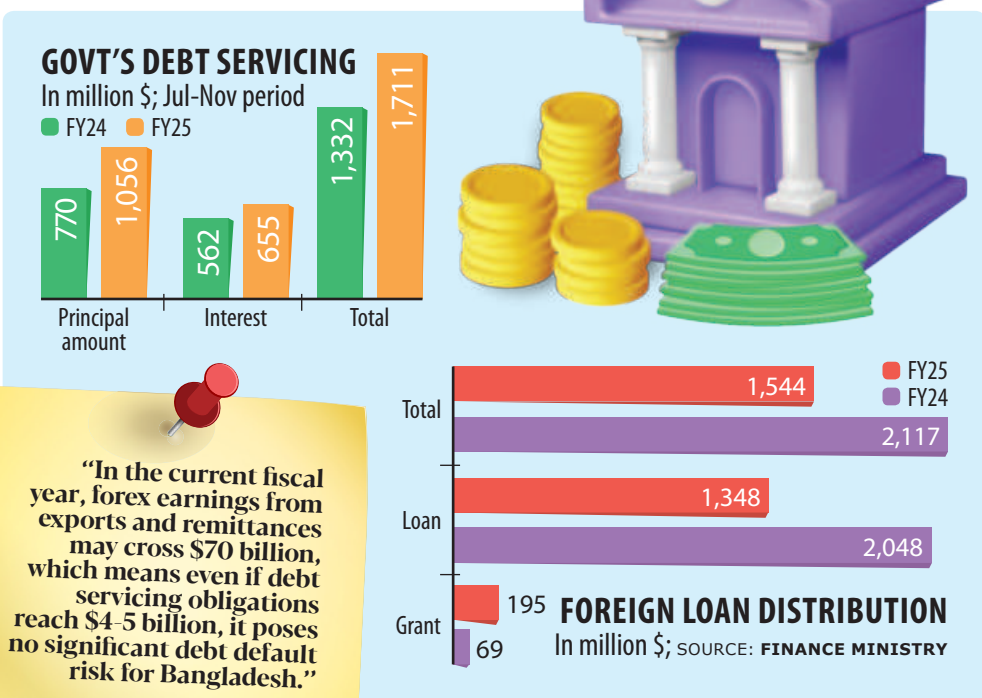 GOVT'S DEBT SERVICING
In million $; Jul-Nov period
FY24 FY25
770
1,056
562
655
1,332
1,711
Principal
amount
Interest
Total
FY25
FY24
Total
1,544
2,117
Loan
1,348
2,048
Grant
195
69
FOREIGN LOAN DISTRIBUTION
In million $; SOURCE: FINANCE MINISTRY
“In the current fiscal
year, forex earnings from
exports and remittances
may cross $70 billion,
which means even if debt
servicing obligations
reach $4-5 billion, it poses
no significant debt default
risk for Bangladesh.”